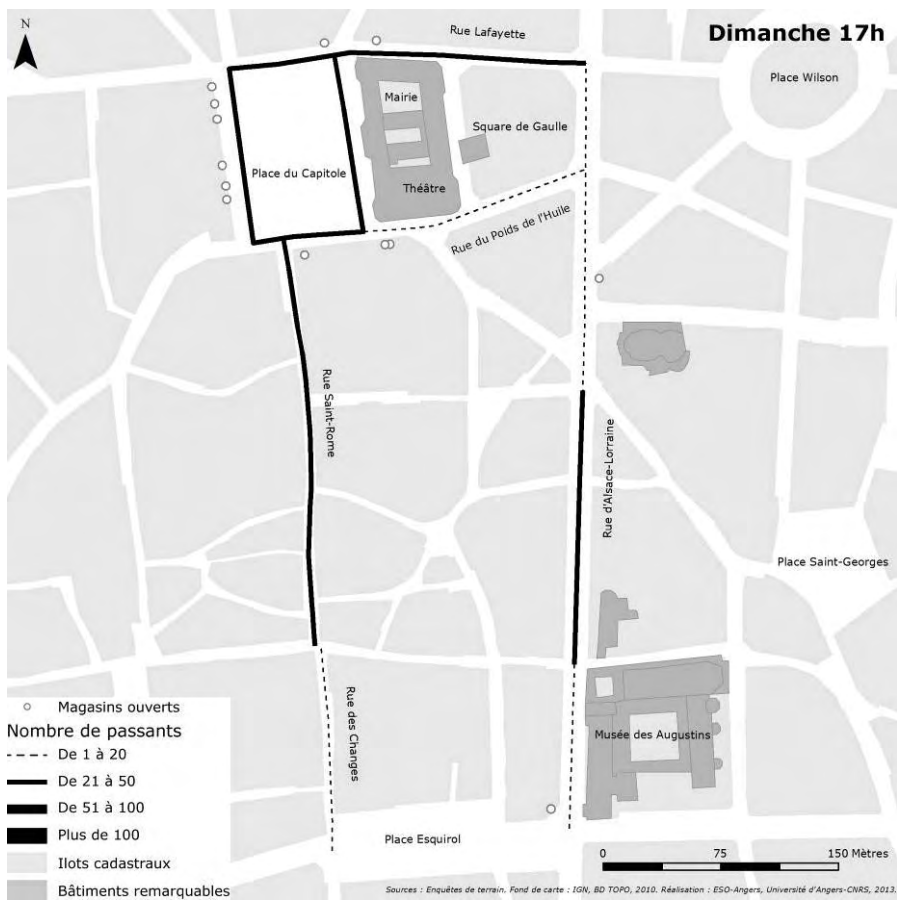 N
Rue Lafayette
Dimanche 17h
Place Wilson
Mairie
Square de Gaulle
Place du Capitole
Théâtre
Rue du Poids de l'Huile
Rue Saint-Rome
Rue d'Alsace-Lorraine
Place Saint-Georges
Rue des Changes
Musée des Augustins
Place Esquirol
Magasins ouverts
Nombre de passants
De 1 à 20
De 21 à 50
De 51 à 100
Plus de 100
Ilots cadastraux
Bâtiments remarquables
0 75 150 Mètres
Sources : Enquêtes de terrain. Fond de carte : IGN, BD TOPO, 2010. Réalisation : ESO-Angers, Université d'Angers-CNRS, 2013.